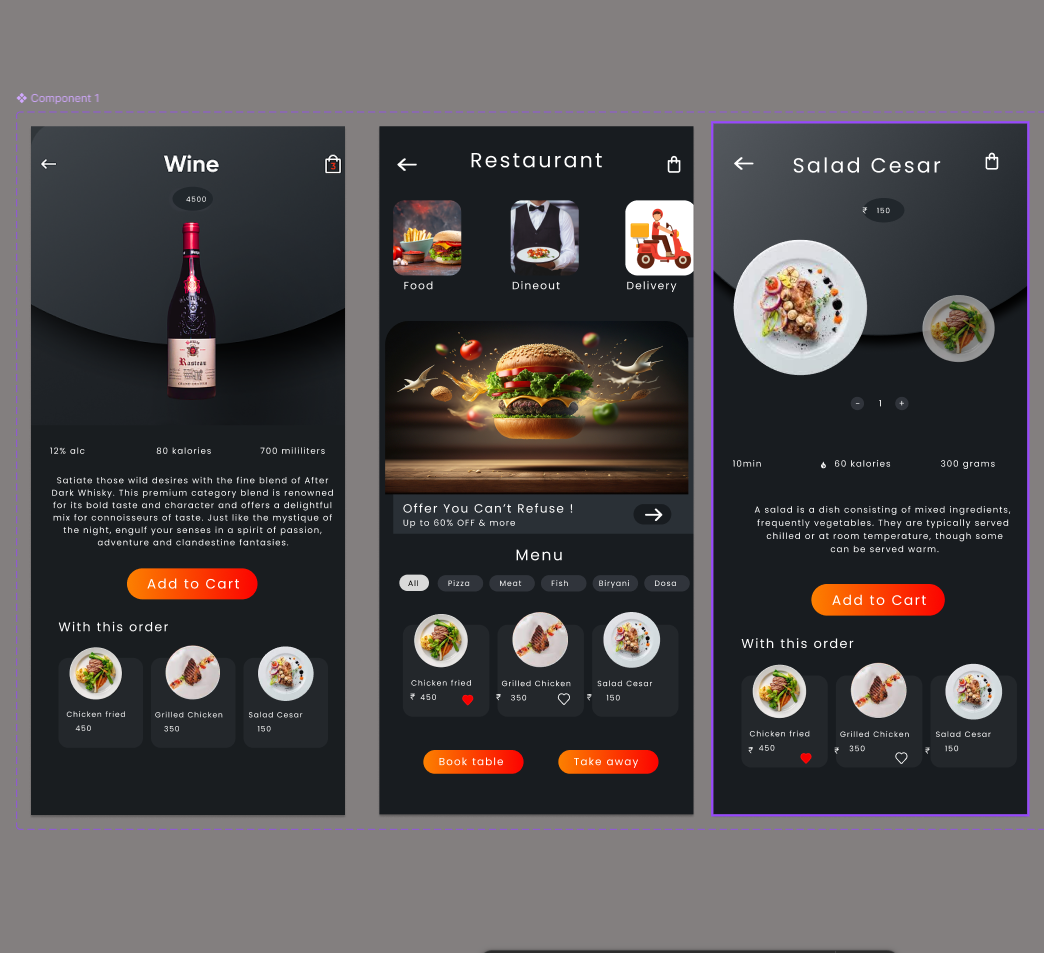 Component 1
Wine
3
4500
Rasteau
12% alc
80 kalories
700 mililiters
Satiate those wild desires with the fine blend of After
Dark Whisky. This premium category blend is renowned
for its bold taste and character and offers a delightful
mix for connoisseurs of taste. Just like the mystique of
the night, engulf your senses in a spirit of passion,
adventure and clandestine fantasies.
Add to Cart
With this order
Chicken fried
450
Grilled Chicken
350
Salad Cesar
150
Restaurant
Food
Dineout
Delivery
Offer You Can't Refuse !
Up to 60% OFF & more
Menu
All
Pizza
Meat
Fish
Biryani
Dosa
Chicken fried
₹ 450
Grilled Chicken
₹ 350
Salad Cesar
₹ 150
Book table
Take away
Salad Cesar
₹ 150
- 1 +
10min
60 kalories
300 grams
A salad is a dish consisting of mixed ingredients,
frequently vegetables. They are typically served
chilled or at room temperature, though some
can be served warm.
Add to Cart
With this order
Chicken fried
₹ 450
Grilled Chicken
₹ 350
Salad Cesar
₹ 150